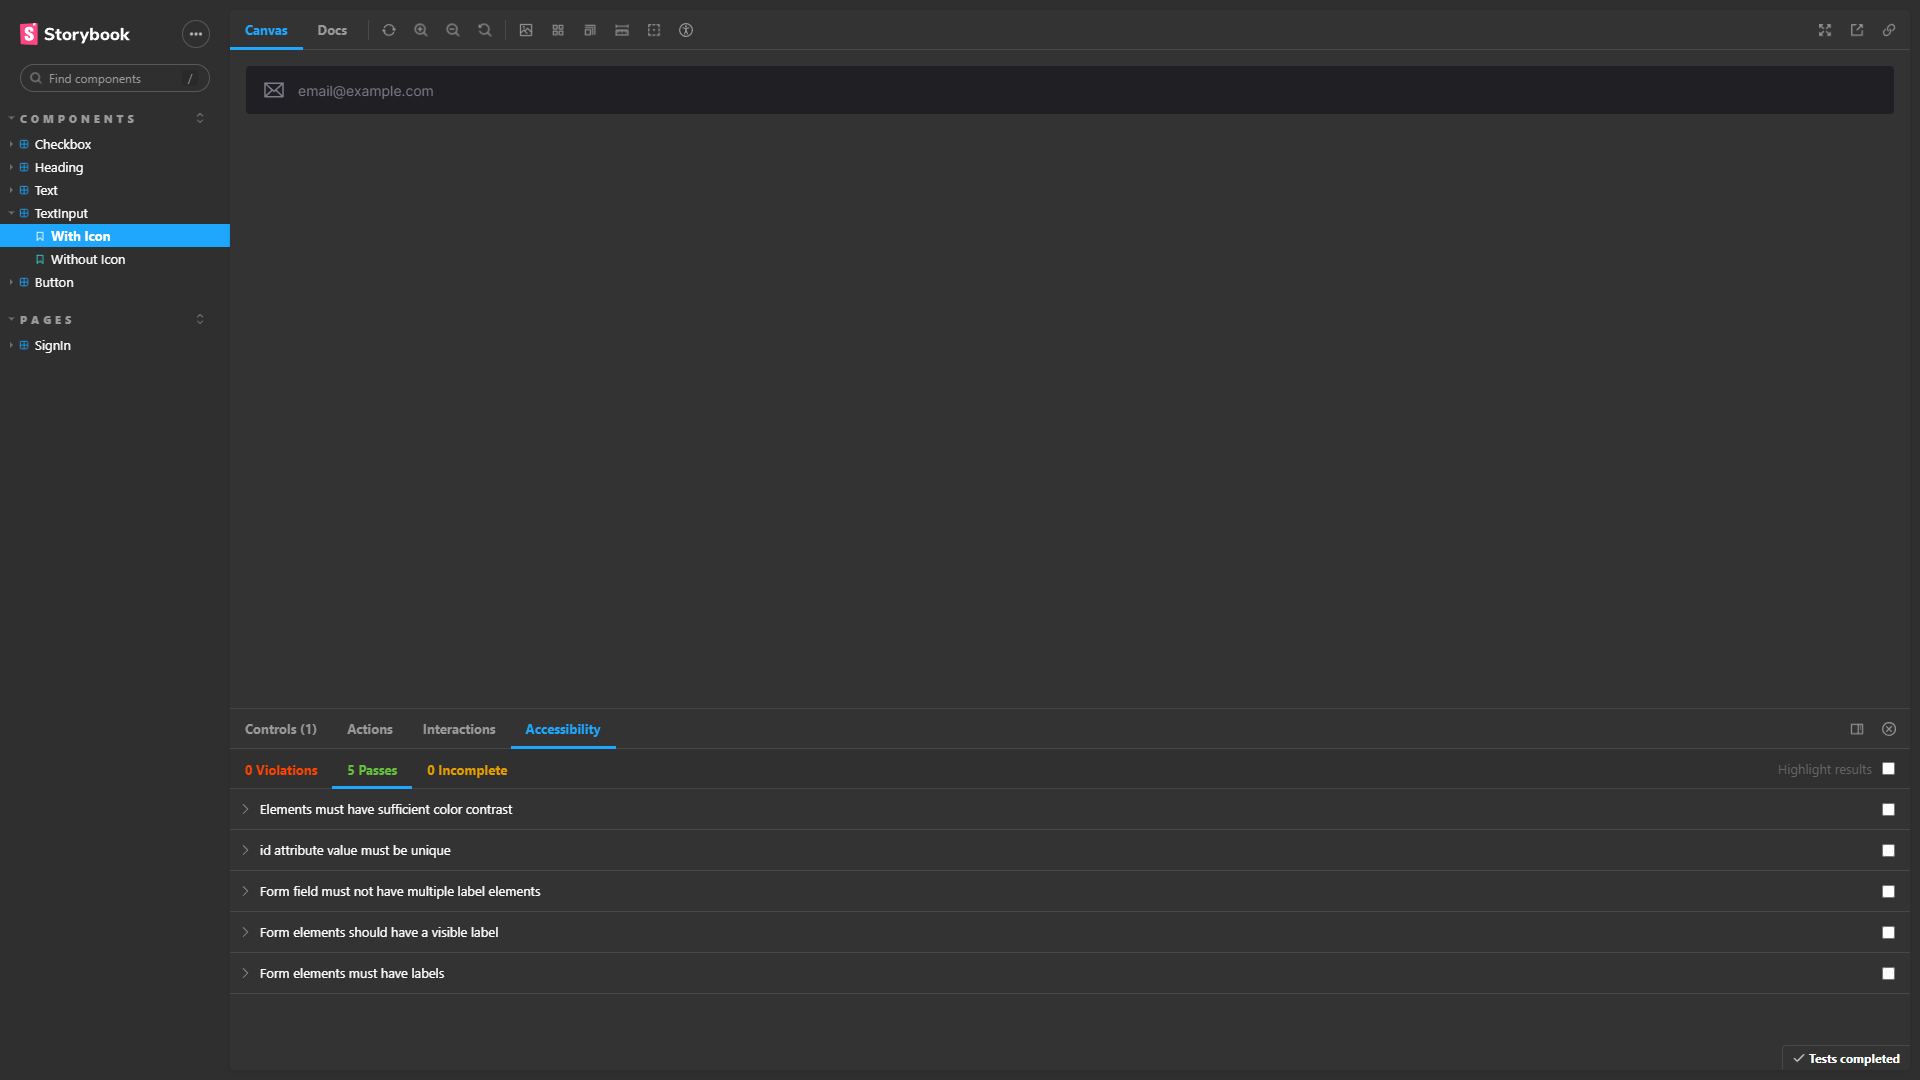 Storybook
Find components /
COMPONENTS
Checkbox
Heading
Text
TextInput
With Icon
Without Icon
Button
PAGES
SignIn
Canvas Docs
email@example.com
Controls (1) Actions Interactions Accessibility
0 Violations 5 Passes 0 Incomplete Highlight results
Elements must have sufficient color contrast
id attribute value must be unique
Form field must not have multiple label elements
Form elements should have a visible label
Form elements must have labels
Tests completed